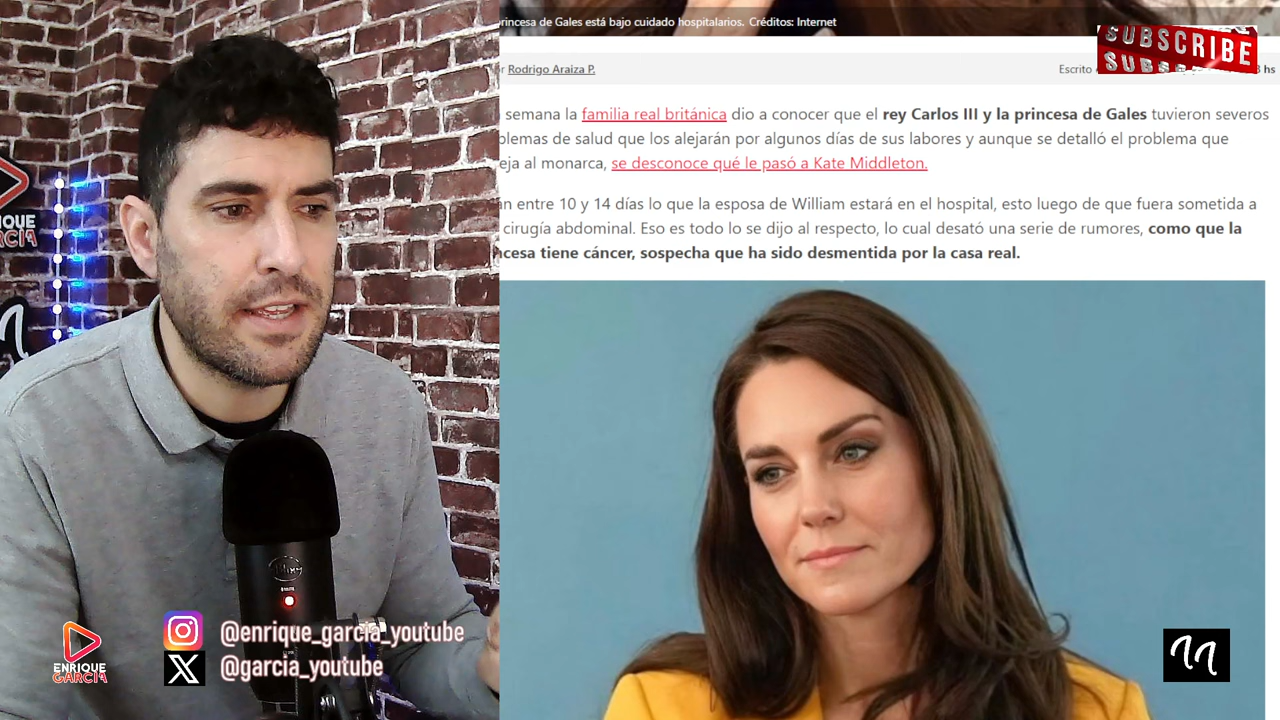 rincesa de Gales está bajo cuidado hospitalarios. Créditos: Internet
SUBSCRIBE
Rodrigo Araiza P.
Escrito
hs
semana la familia real británica dio a conocer que el rey Carlos III y la princesa de Gales tuvieron severos
blemas de salud que los alejarán por algunos días de sus labores y aunque se detalló el problema que
eja al monarca, se desconoce qué le pasó a Kate Middleton.
án entre 10 y 14 días lo que la esposa de William estará en el hospital, esto luego de que fuera sometida a
cirugía abdominal. Eso es todo lo se dijo al respecto, lo cual desató una serie de rumores, como que la
ncesa tiene cáncer, sospecha que ha sido desmentida por la casa real.
@enrique_garcia_youtube
@garcia_youtube
ENRIQUE
GARCIA